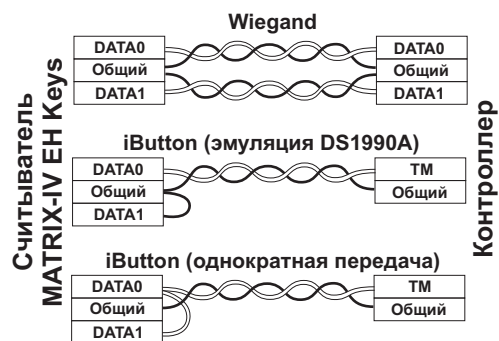 Wiegand
DATA0
Общий
DATA1
DATA0
Общий
DATA1
iButton (эмуляция DS1990A)
DATA0
Общий
DATA1
TM
Общий
iButton (однократная передача)
DATA0
Общий
DATA1
TM
Общий
Считыватель
MATRIX-IV EH Keys
Контроллер